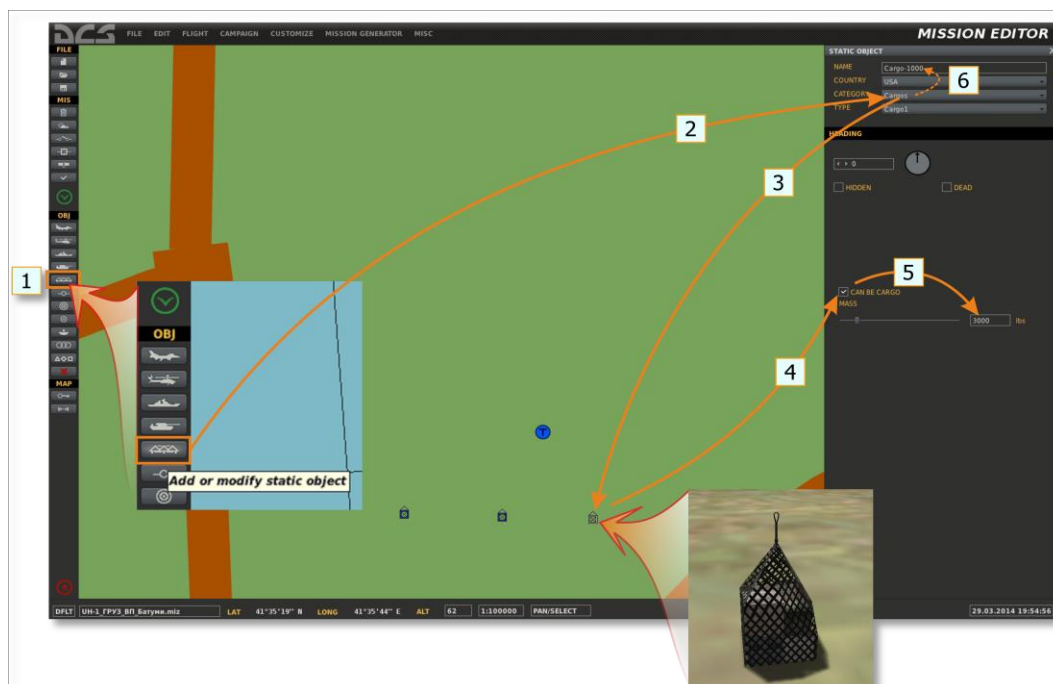 DCS FILE EDIT FLIGHT CAMPAIGN CUSTOMIZE MISSION GENERATOR MISC MISSION EDITOR
FILE
MIS
OBJ
MAP
STATIC OBJECT X
NAME Cargo-1000
COUNTRY USA
CATEGORY Cargos
TYPE Cargo1
HEADING
0
HIDDEN DEAD
CAN BE CARGO
MASS
3000 lbs
1
2
3
4
5
6
OBJ
Add or modify static object
DFLT UH-1_ГРУЗ_ВП_Батуми.miz LAT 41°35'19" N LONG 41°35'44" E ALT 62 1:100000 PAN/SELECT 29.03.2014 19:54:56